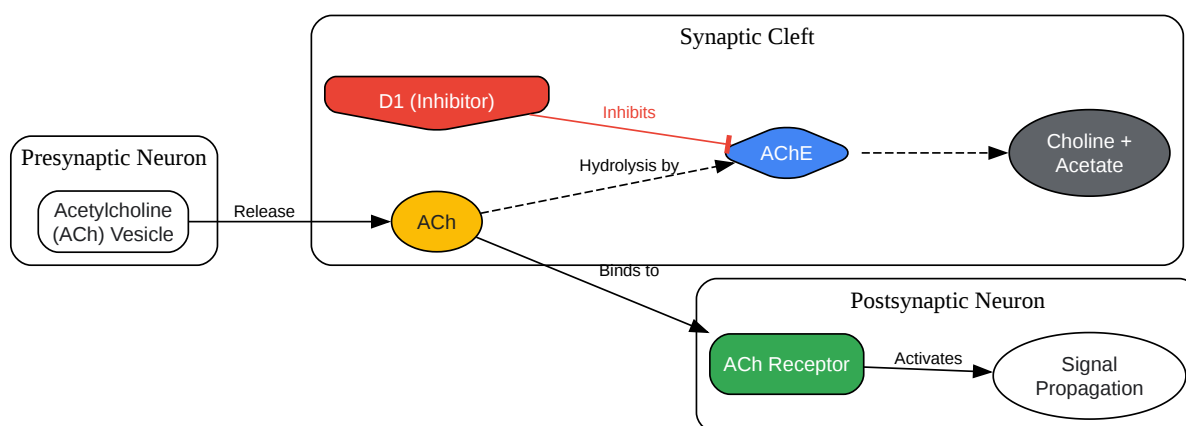 Synaptic Cleft
D1 (Inhibitor)
Inhibits
AChE
Choline +
Acetate
Presynaptic Neuron
Acetylcholine
(ACh) Vesicle
Release
Hydrolysis by
ACh
Binds to
Postsynaptic Neuron
ACh Receptor
Activates
Signal
Propagation